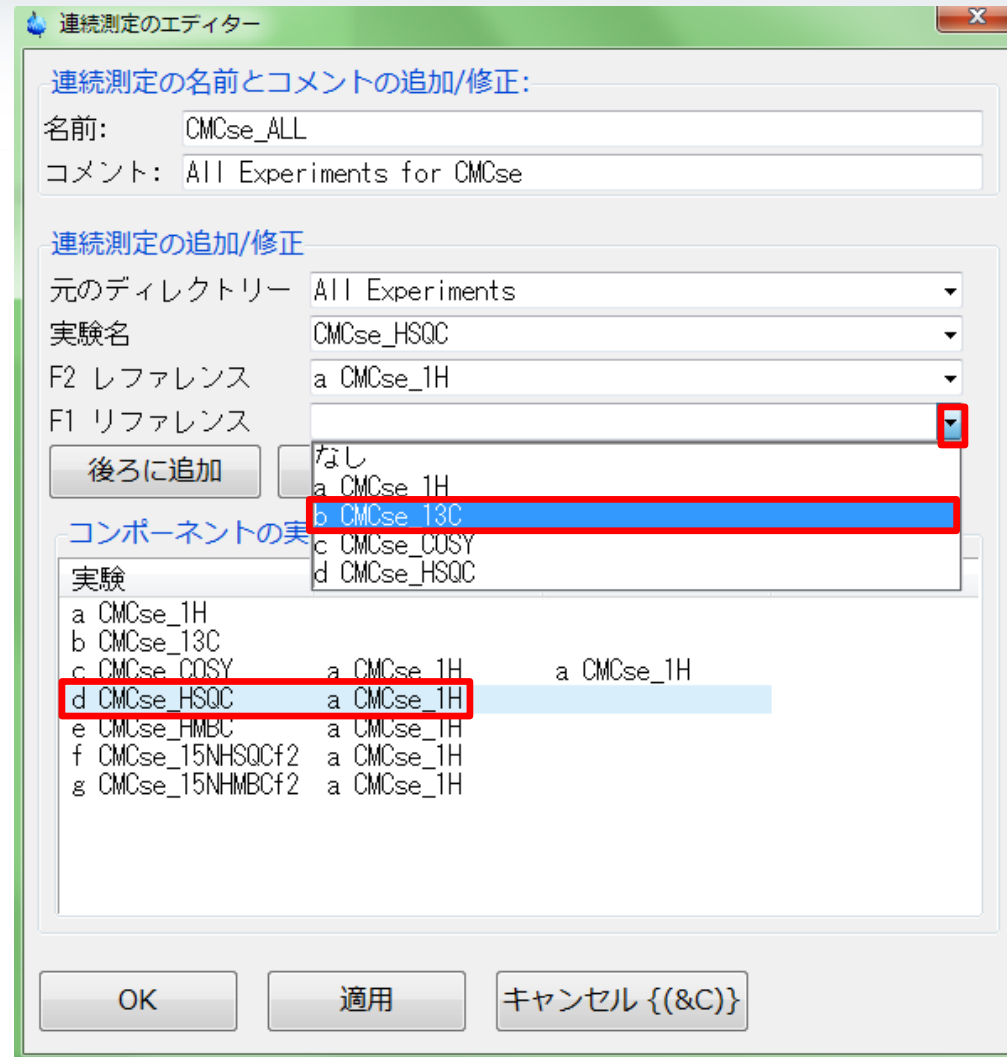 連続測定のエディター
連続測定の名前とコメントの追加/修正:
名前: CMCse_ALL
コメント: All Experiments for CMCse
連続測定の追加/修正
元のディレクトリー All Experiments
実験名 CMCse_HSQC
F2 レファレンス a CMCse_1H
F1 リファレンス
なし
a CMCse_1H
b CMCse_13C
c CMCse_COSY
d CMCse_HSQC
後ろに追加
コンポーネントの実
実験
a CMCse_1H
b CMCse_13C
c CMCse_COSY a CMCse_1H a CMCse_1H
d CMCse_HSQC a CMCse_1H
e CMCse_HMBC a CMCse_1H
f CMCse_15NHSQCf2 a CMCse_1H
g CMCse_15NHMBCf2 a CMCse_1H
OK 適用 キャンセル {(&C)}